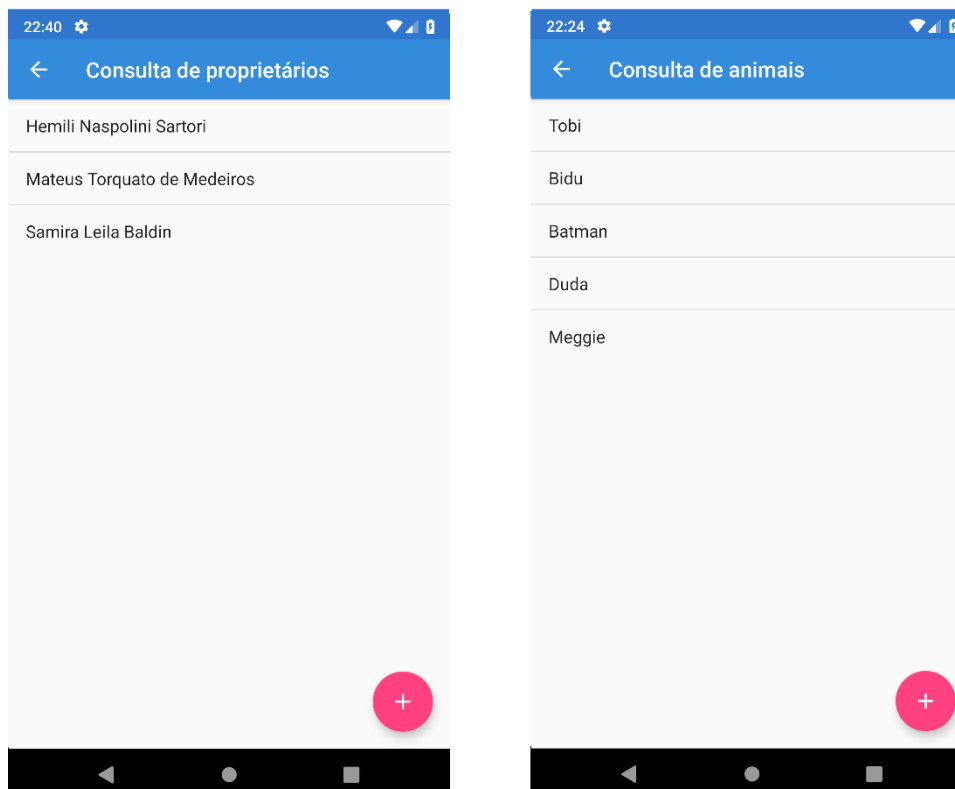 22:40
Consulta de proprietários
Hemili Naspolini Sartori
Mateus Torquato de Medeiros
Samira Leila Baldin
+
22:24
Consulta de animais
Tobi
Bidu
Batman
Duda
Meggie
+